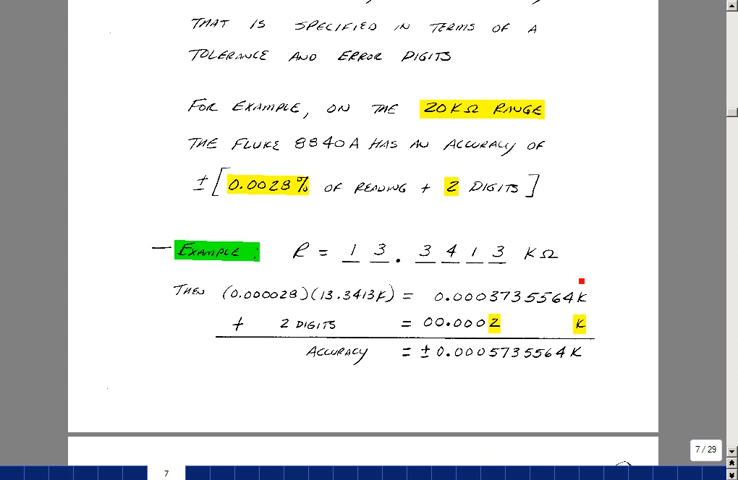 THAT IS SPECIFIED IN TERMS OF A
TOLERANCE AND ERROR DIGITS
FOR EXAMPLE, ON THE 20KΩ RANGE
THE FLUKE 8840A HAS AN ACCURACY OF
± [ 0.0028% OF READING + 2 DIGITS ]
— EXAMPLE: R = 1 3 . 3 4 1 3 KΩ
THEN (0.000028)(13.3413K) = 0.0003735564K
+ 2 DIGITS = 00.0002 K
ACCURACY = ± 0.0005735564K
7 / 29
7